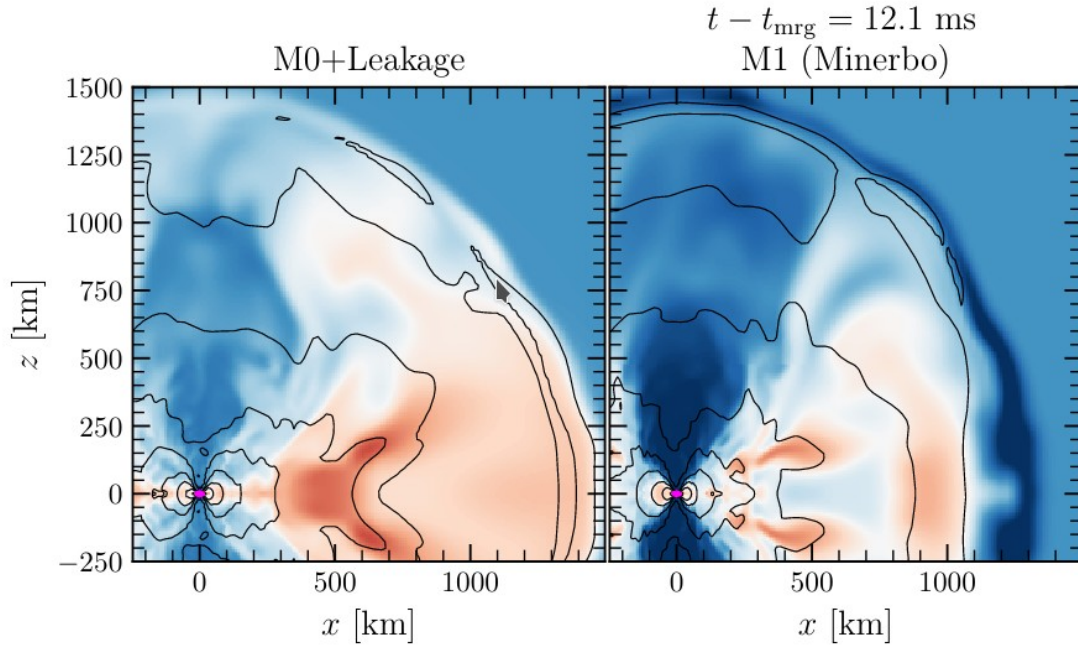 t − t_mrg = 12.1 ms
M0+Leakage
M1 (Minerbo)
1500
1250
1000
750
500
250
0
−250
z [km]
0 500 1000
0 500 1000
x [km]
x [km]